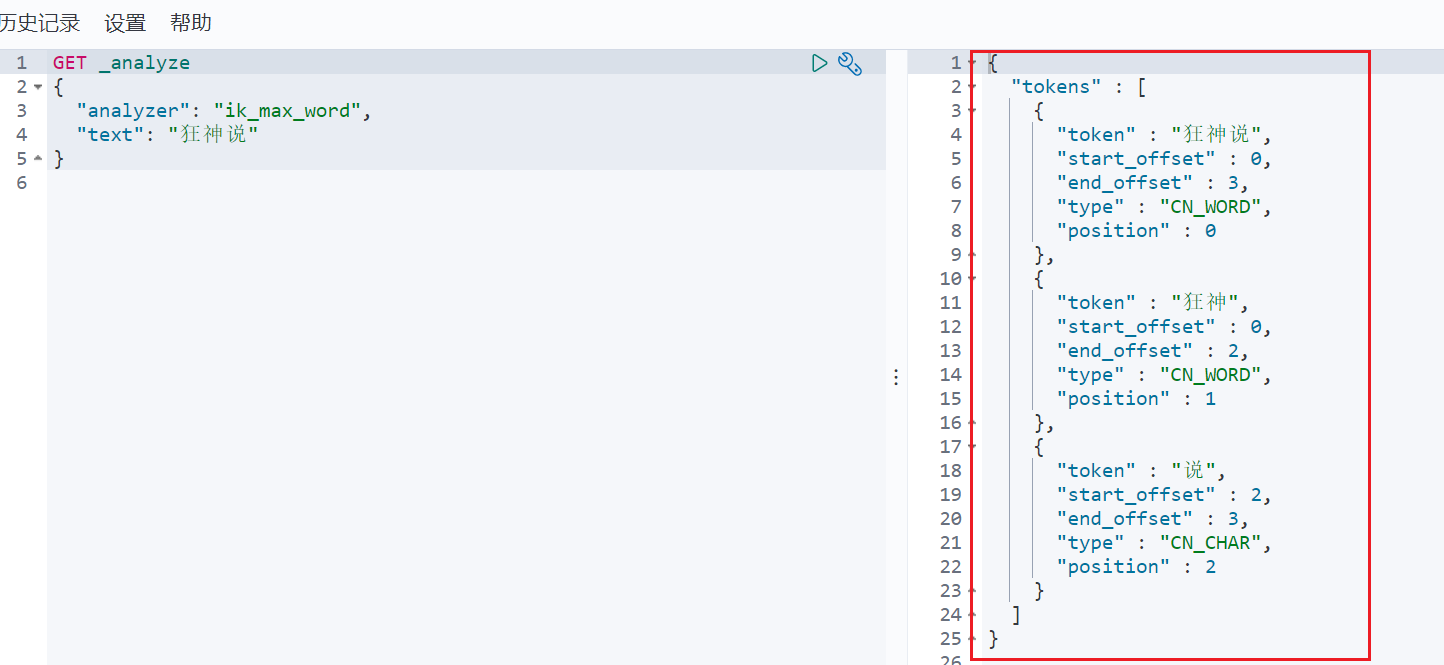 历史记录 设置 帮助
1 GET _analyze
2 {
3 "analyzer": "ik_max_word",
4 "text": "狂神说"
5 }
6
1 {
2 "tokens" : [
3 {
4 "token" : "狂神说",
5 "start_offset" : 0,
6 "end_offset" : 3,
7 "type" : "CN_WORD",
8 "position" : 0
9 },
10 {
11 "token" : "狂神",
12 "start_offset" : 0,
13 "end_offset" : 2,
14 "type" : "CN_WORD",
15 "position" : 1
16 },
17 {
18 "token" : "说",
19 "start_offset" : 2,
20 "end_offset" : 3,
21 "type" : "CN_CHAR",
22 "position" : 2
23 }
24 ]
25 }
26